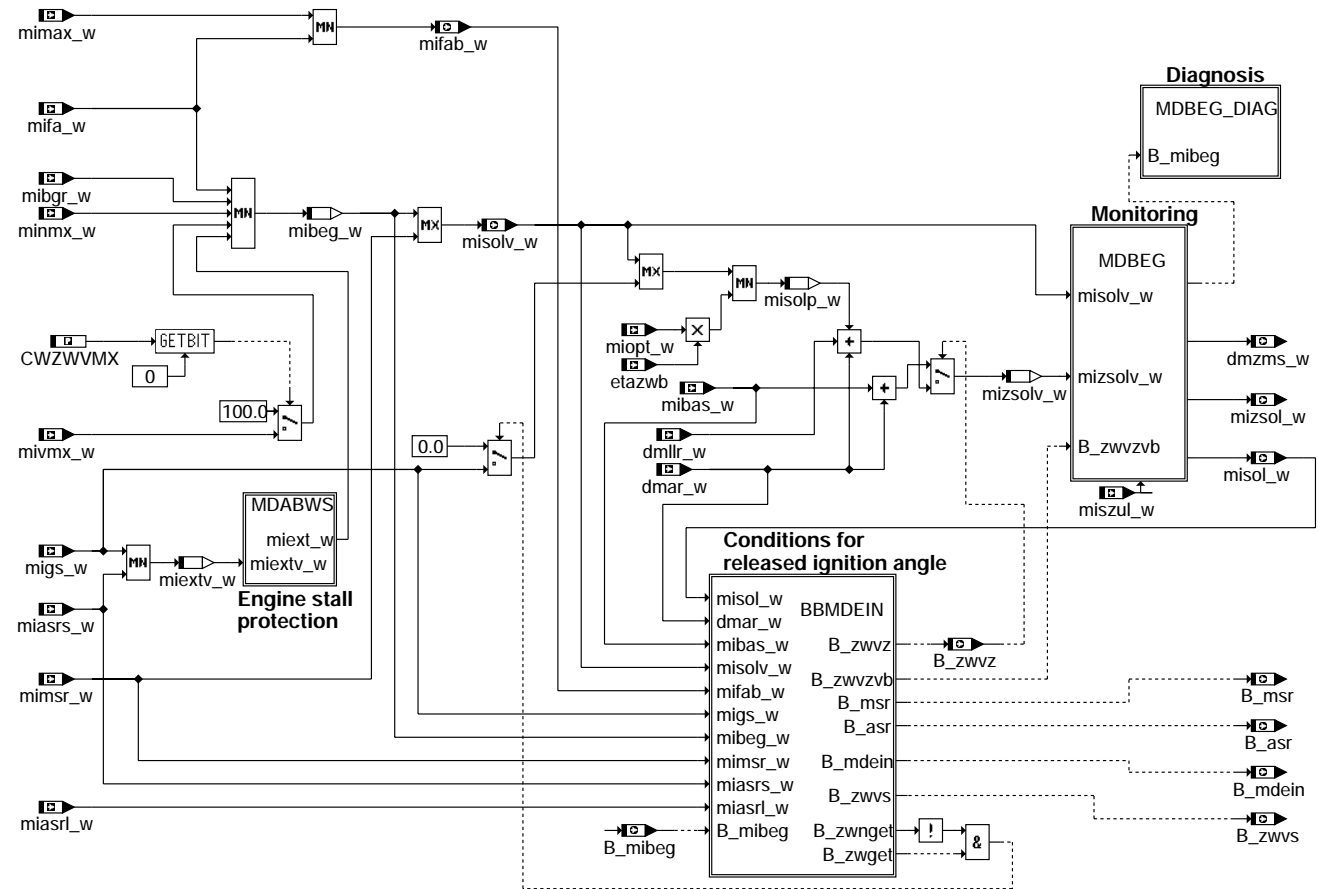 mimax_w
MN
mifab_w
mifa_w
Diagnosis
MDBEG_DIAG
B_mibeg
mibgr_w
minmx_w
MN
mibeg_w
MX
misolv_w
Monitoring
MDBEG
misolv_w
mizsolv_w
B_zwvzvb
dmzms_w
mizsol_w
misol_w
miszul_w
MX
MN
misolp_w
miopt_w
X
etazwb
+
mibas_w
+
mizsolv_w
dmllr_w
dmar_w
CWZWVMX
GETBIT
0
100.0
mivmx_w
0.0
MDABWS
miext_w
miextv_w
migs_w
MN
miextv_w
Engine stall
protection
miasrs_w
mimsr_w
miasrl_w
Conditions for
released ignition angle
BBMDEIN
misol_w
dmar_w
mibas_w
misolv_w
mifab_w
migs_w
mibeg_w
mimsr_w
miasrs_w
miasrl_w
B_mibeg
B_mibeg
B_zwvz
B_zwvzvb
B_msr
B_asr
B_mdein
B_zwvs
B_zwnget
B_zwget
!
&
B_zwvz
B_msr
B_asr
B_mdein
B_zwvs